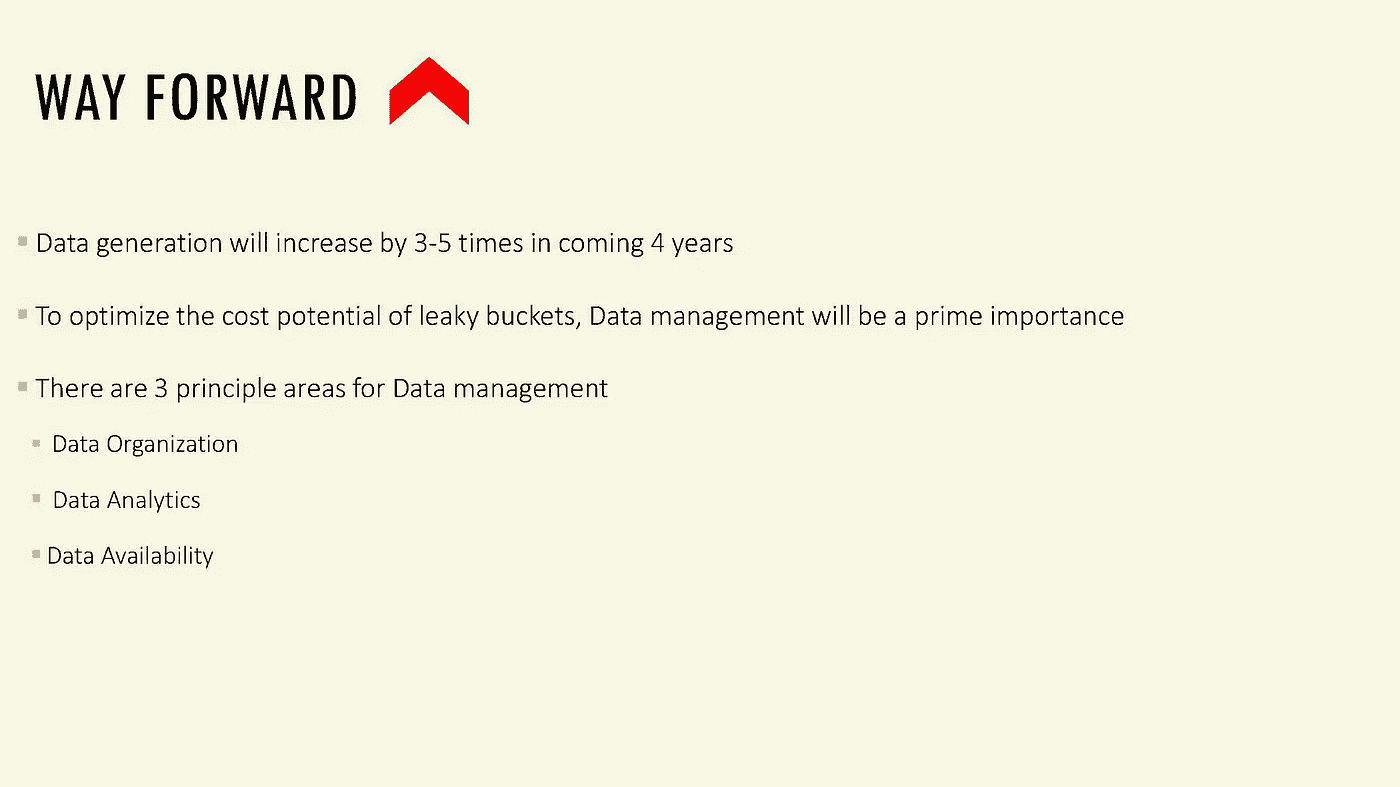 WAY FORWARD
Data generation will increase by 3-5 times in coming 4 years
To optimize the cost potential of leaky buckets, Data management will be a prime importance
There are 3 principle areas for Data management
Data Organization
Data Analytics
Data Availability